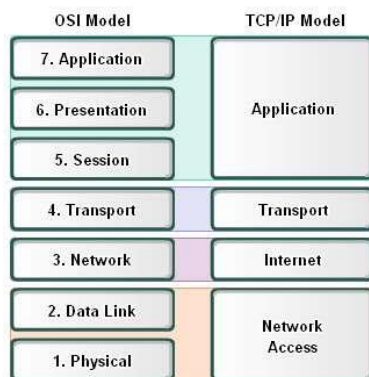 OSI Model
TCP/IP Model
7. Application
6. Presentation
5. Session
Application
4. Transport
Transport
3. Network
Internet
2. Data Link
1. Physical
Network
Access